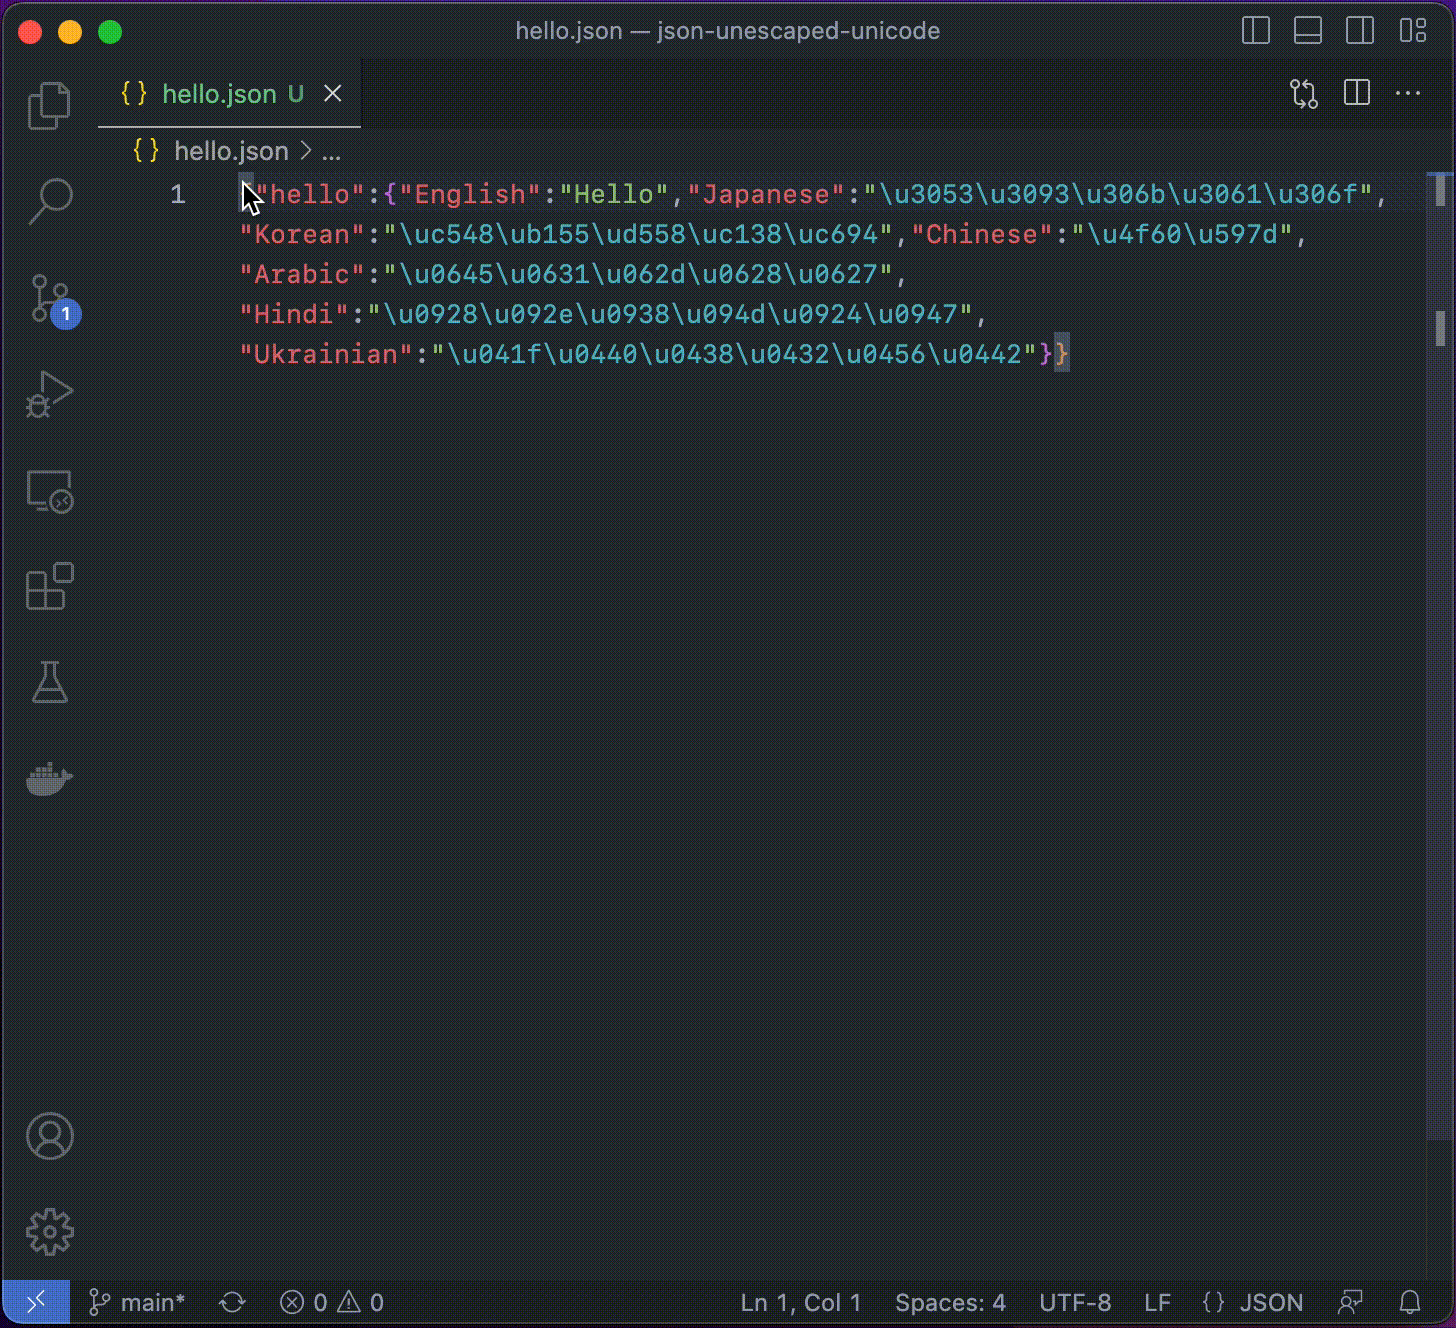 hello.json — json-unescaped-unicode
{} hello.json U
{} hello.json > ...
1 "hello":{"English":"Hello","Japanese":"\u3053\u3093\u306b\u3061\u306f",
"Korean":"\uc548\ub155\ud558\uc138\uc694","Chinese":"\u4f60\u597d",
"Arabic":"\u0645\u0631\u062d\u0628\u0627",
"Hindi":"\u0928\u092e\u0938\u094d\u0924\u0947",
"Ukrainian":"\u041f\u0440\u0438\u0432\u0456\u0442"}}
1
main* 0 0 Ln 1, Col 1 Spaces: 4 UTF-8 LF {} JSON